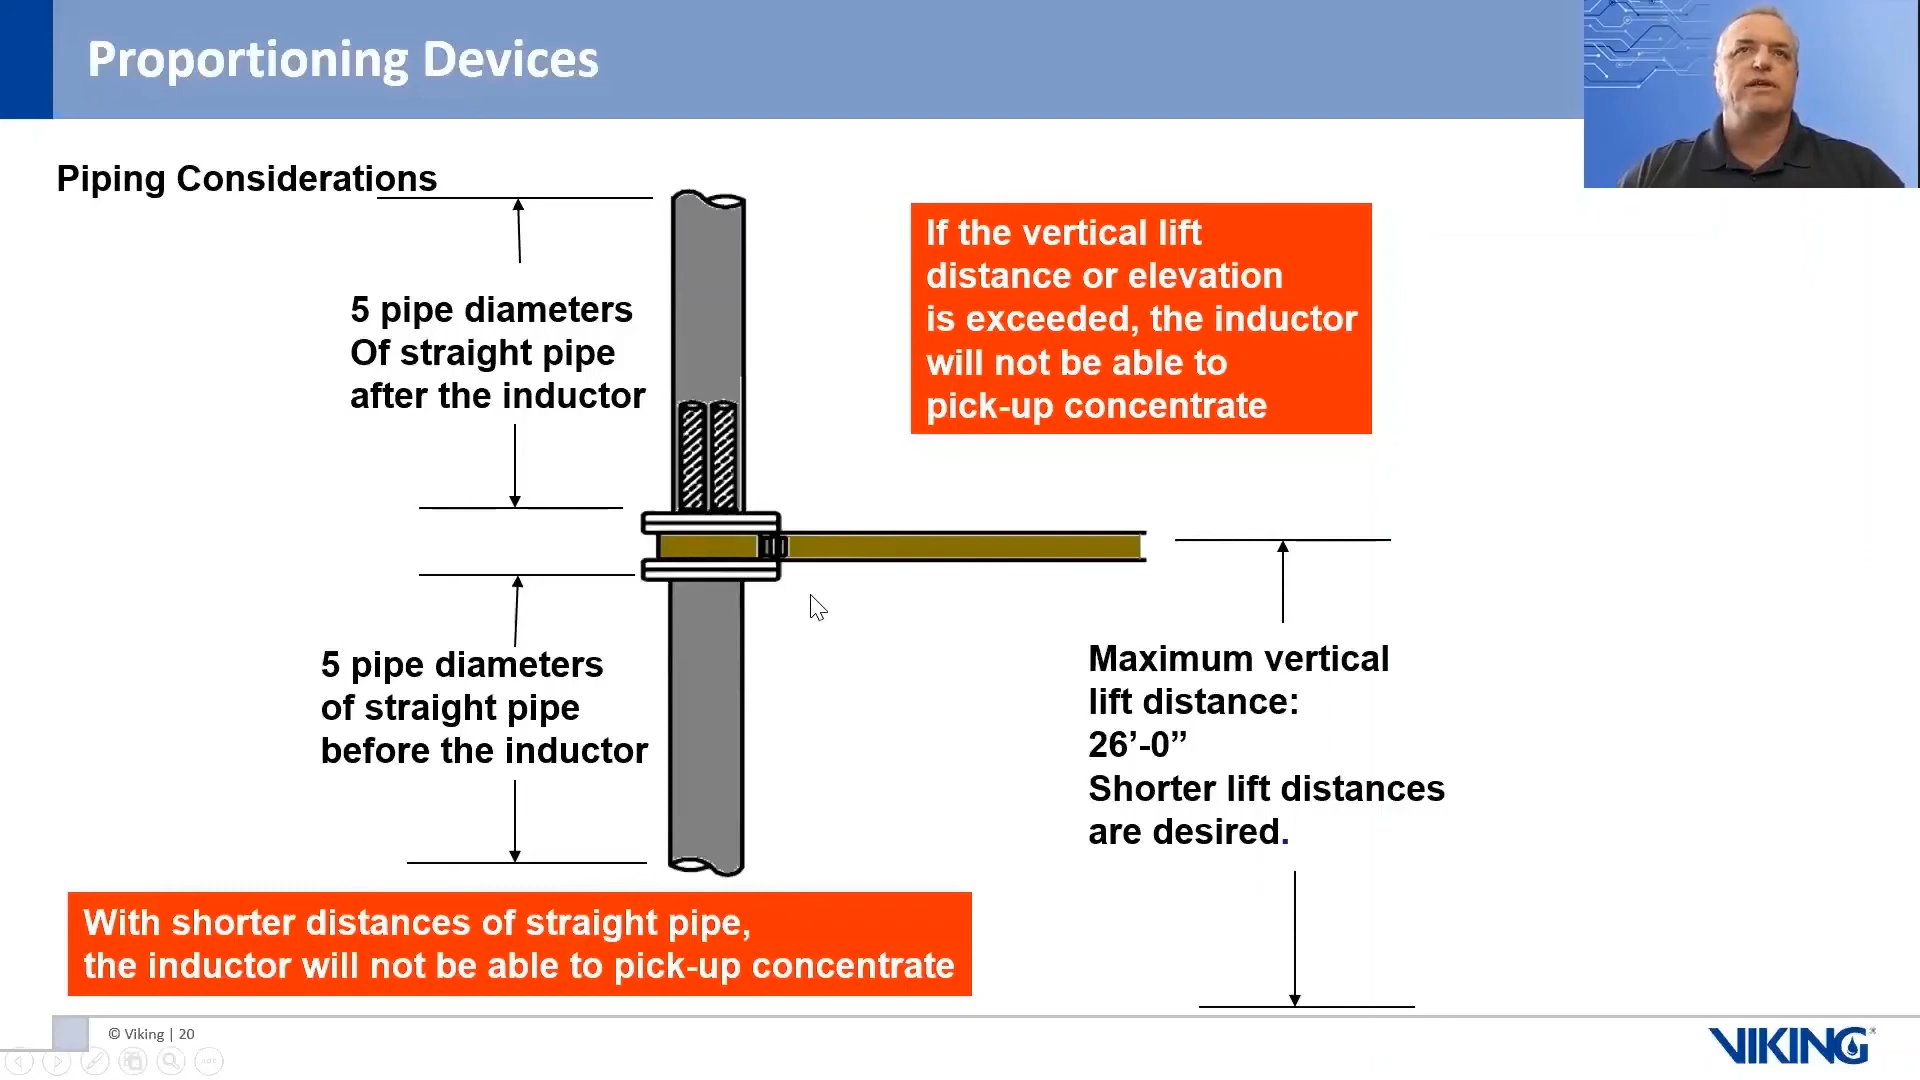 Proportioning Devices
Piping Considerations
5 pipe diameters
Of straight pipe
after the inductor
If the vertical lift
distance or elevation
is exceeded, the inductor
will not be able to
pick-up concentrate
5 pipe diameters
of straight pipe
before the inductor
Maximum vertical
lift distance:
26’-0”
Shorter lift distances
are desired.
With shorter distances of straight pipe,
the inductor will not be able to pick-up concentrate
© Viking | 20
VIKING